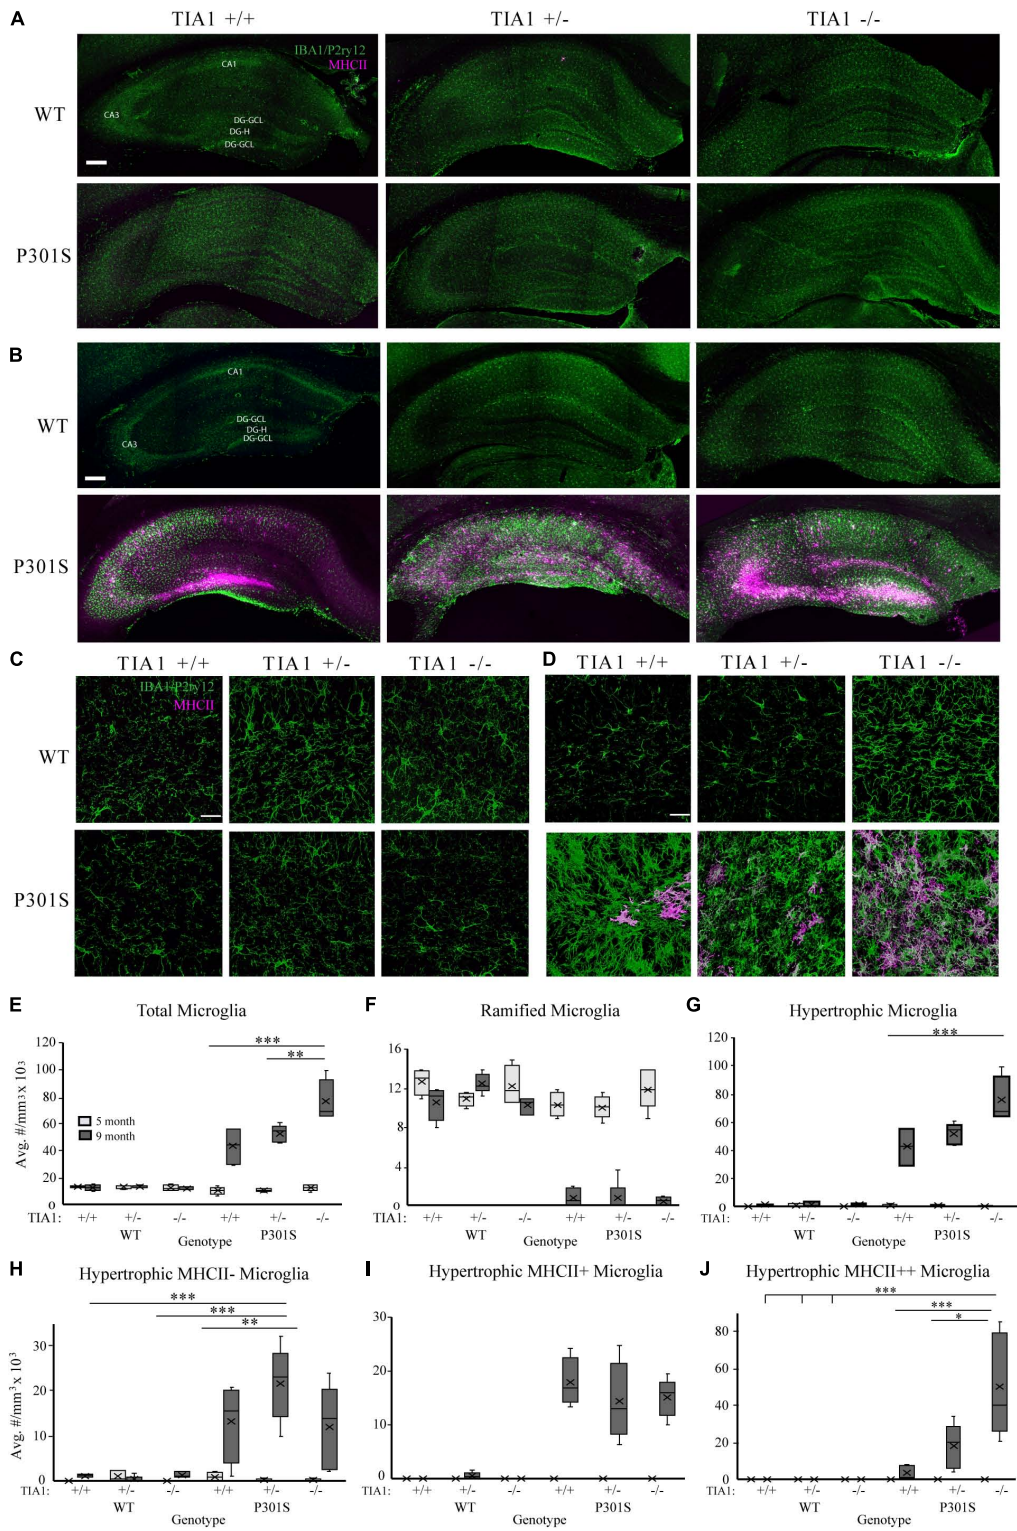 A
TIA1 +/+
TIA1 +/-
TIA1 -/-
WT
IBA1/P2ry12
MHCII
CA1
CA3
DG-GCL
DG-H
DG-GCL
P301S
B
WT
CA1
CA3
DG-GCL
DG-H
DG-GCL
P301S
C
TIA1 +/+
TIA1 +/-
TIA1 -/-
D
TIA1 +/+
TIA1 +/-
TIA1 -/-
IBA1/P2ry12
MHCII
WT
P301S
E
Total Microglia
Avg. #/mm3 x 103
120
100
80
60
40
20
0
***
**
5 month
9 month
TIA1:
+/+
+/-
-/-
+/+
+/-
-/-
WT
Genotype
P301S
F
Ramified Microglia
16
12
8
4
0
TIA1:
+/+
+/-
-/-
+/+
+/-
-/-
WT
Genotype
P301S
G
Hypertrophic Microglia
120
100
80
60
40
20
0
***
TIA1:
+/+
+/-
-/-
+/+
+/-
-/-
WT
Genotype
P301S
H
Hypertrophic MHCII- Microglia
Avg. #/mm³ x 10³
30
20
10
0
***
***
**
TIA1:
+/+
+/-
-/-
+/+
+/-
-/-
WT
P301S
Genotype
I
Hypertrophic MHCII+ Microglia
30
20
10
0
TIA1:
+/+
+/-
-/-
+/+
+/-
-/-
WT
P301S
Genotype
J
Hypertrophic MHCII++ Microglia
80
60
40
20
0
***
***
*
TIA1:
+/+
+/-
-/-
+/+
+/-
-/-
WT
P301S
Genotype